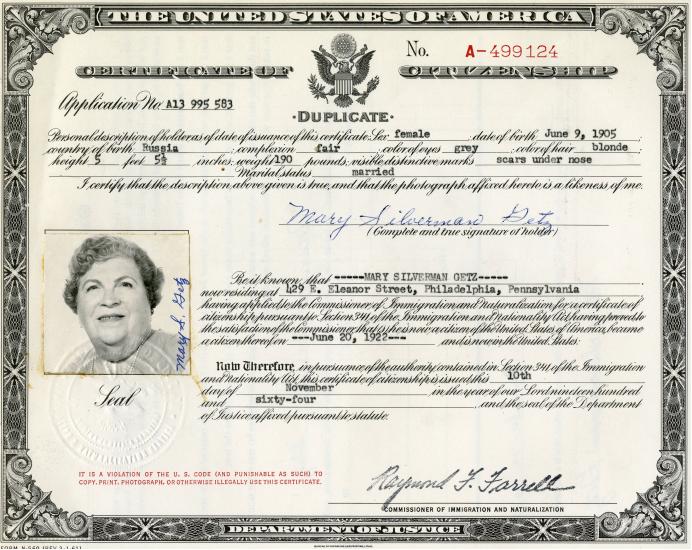 THE UNITED STATES OF AMERICA
No. A-499124
CERTIFICATE OF CITIZENSHIP
Application No. A13 995 583
·DUPLICATE·
Personal description of holder as of date of issuance of this certificate: Sex female ; date of birth June 9, 1905 ;
country of birth Russia ; complexion fair ; color of eyes grey ; color of hair blonde ;
height 5 feet 5½ inches; weight 190 pounds; visible distinctive marks scars under nose
Marital status married
I certify that the description above given is true, and that the photograph affixed hereto is a likeness of me.
Mary Silverman Getz
(Complete and true signature of holder)
Be it known, that -----MARY SILVERMAN GETZ-----
now residing at 429 E. Eleanor Street, Philadelphia, Pennsylvania
having applied to the Commissioner of Immigration and Naturalization for a certificate of
citizenship pursuant to Section 341 of the Immigration and Nationality Act, having proved to
the satisfaction of the Commissioner, that she is now a citizen of the United States of America, became
a citizen thereof on ---June 20, 1922--- and is now in the United States:
Now Therefore, in pursuance of the authority contained in Section 341 of the Immigration
and Nationality Act, this certificate of citizenship is issued this 10th
day of November in the year of our Lord nineteen hundred
and sixty-four , and the seal of the Department
of Justice affixed pursuant to statute.
Mary S. Getz
Seal
IT IS A VIOLATION OF THE U. S. CODE (AND PUNISHABLE AS SUCH) TO
COPY, PRINT, PHOTOGRAPH, OR OTHERWISE ILLEGALLY USE THIS CERTIFICATE.
Raymond F. Farrell
COMMISSIONER OF IMMIGRATION AND NATURALIZATION
DEPARTMENT OF JUSTICE
FORM N-560 (REV. 3-1-61)